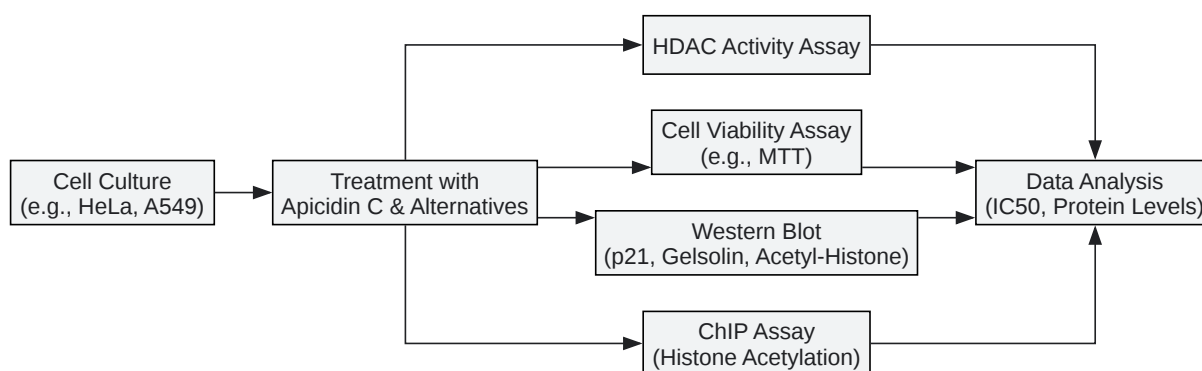 HDAC Activity Assay
Cell Viability Assay
(e.g., MTT)
Cell Culture
(e.g., HeLa, A549)
Treatment with
Apicidin C & Alternatives
Data Analysis
(IC50, Protein Levels)
Western Blot
(p21, Gelsolin, Acetyl-Histone)
ChIP Assay
(Histone Acetylation)